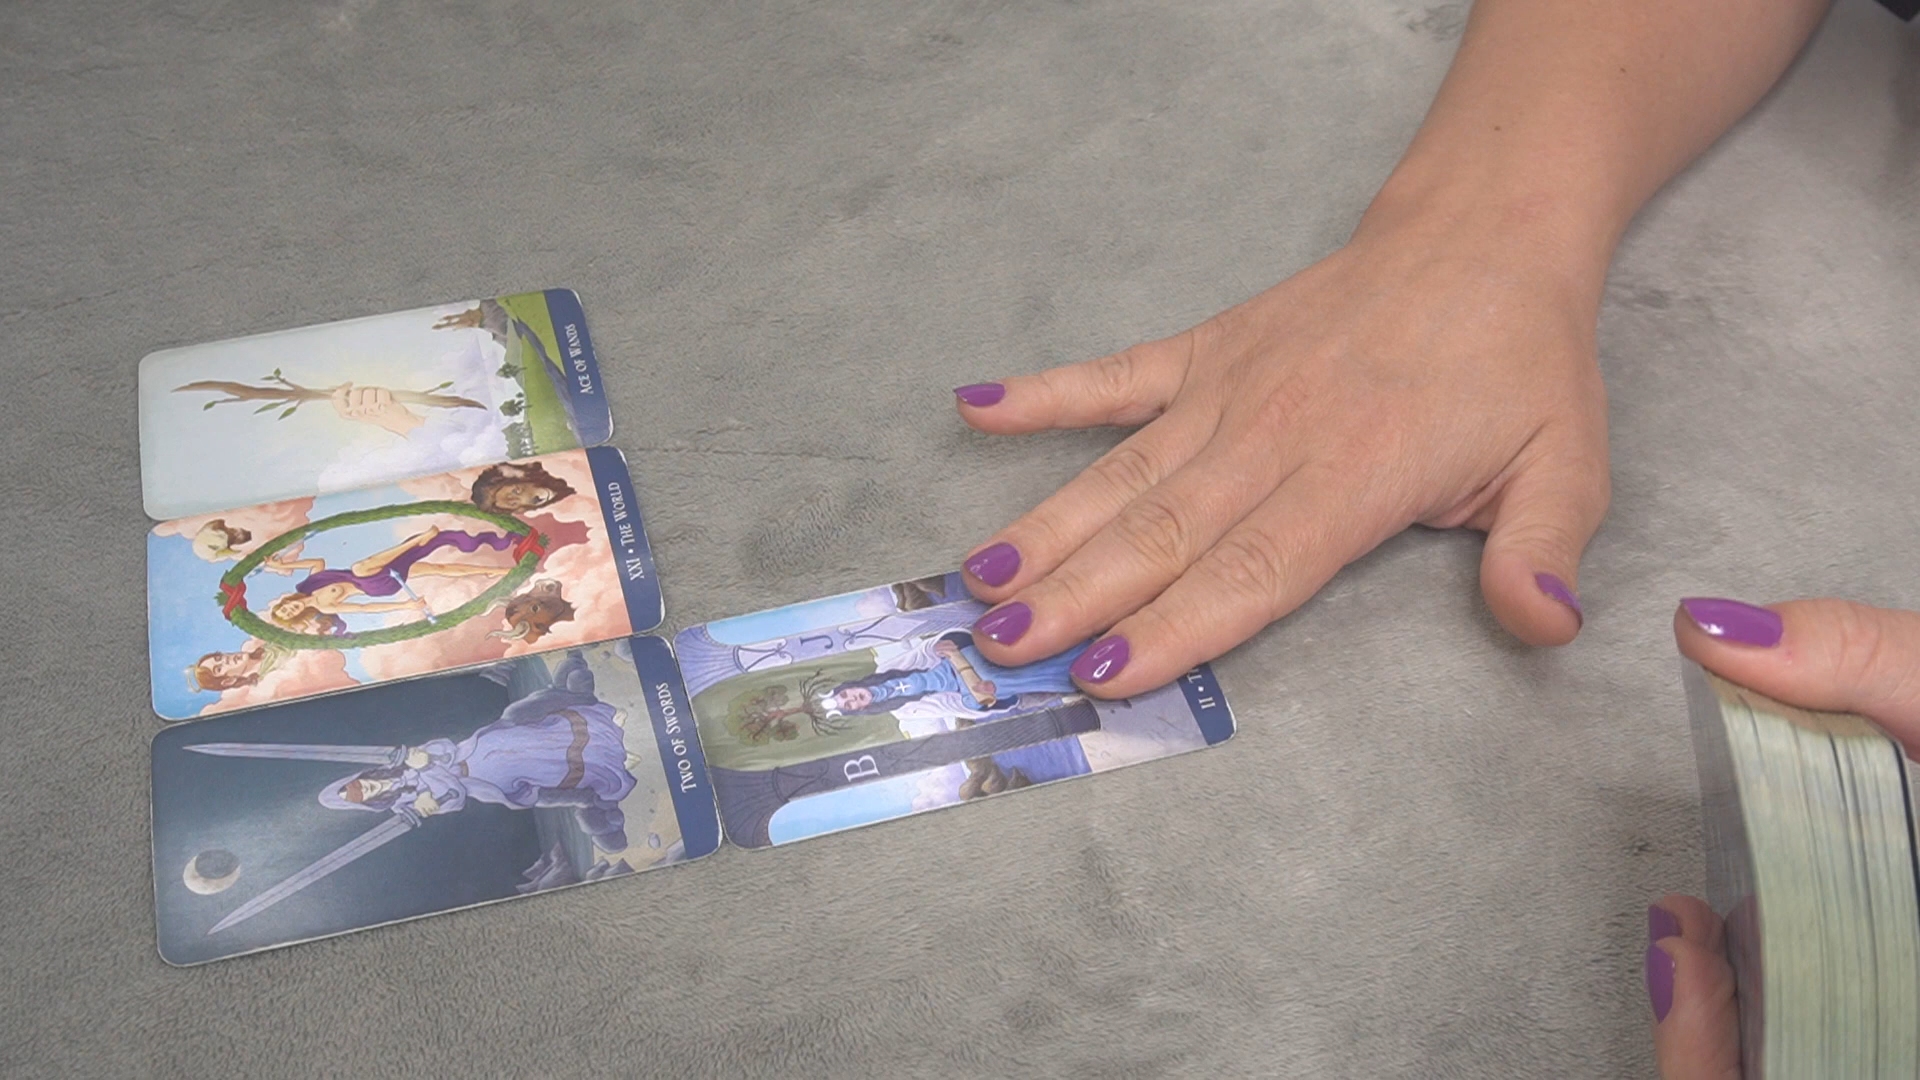 ACE OF WANDS
XXI • THE WORLD
TWO OF SWORDS
J
B
II •